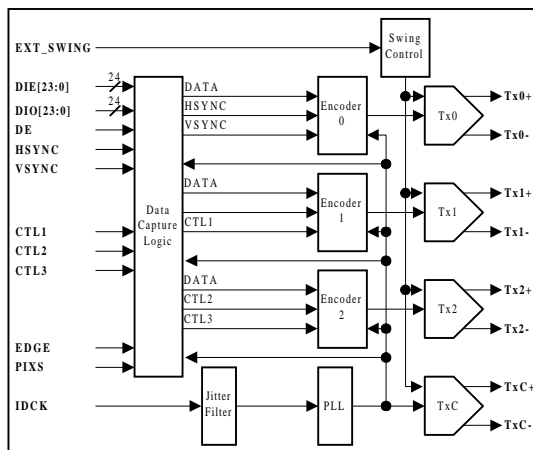 EXT_SWING
Swing
Control
DIE[23:0]
24
DIO[23:0]
24
DE
HSYNC
VSYNC
CTL1
CTL2
CTL3
EDGE
PIXS
IDCK
Data
Capture
Logic
DATA
HSYNC
VSYNC
Encoder
0
Tx0
Tx0+
Tx0-
DATA
CTL1
Encoder
1
Tx1
Tx1+
Tx1-
DATA
CTL2
CTL3
Encoder
2
Tx2
Tx2+
Tx2-
Jitter
Filter
PLL
TxC
TxC+
TxC-